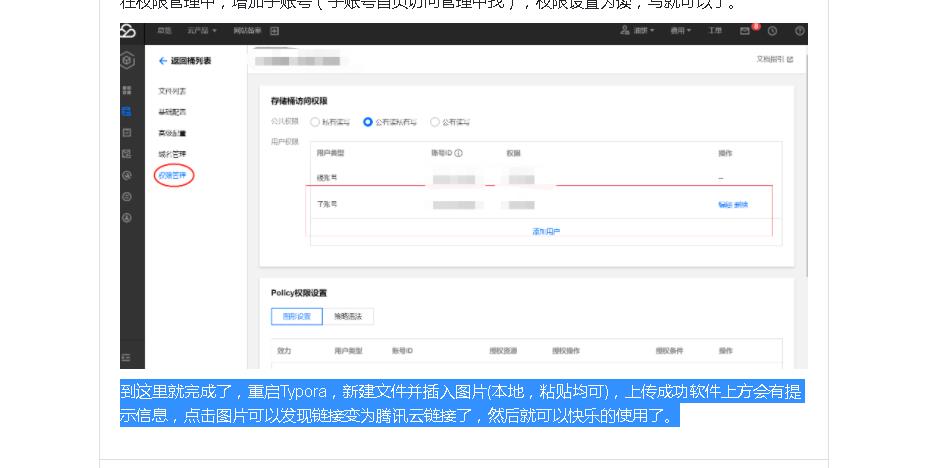 在权限管理中，增加子账号（子账号首页访问管理中找），权限设置为读，写就可以了。
总览 云产品 网站备案
费用 工单
返回桶列表
文档指引
文件列表
基础配置
高级配置
域名管理
权限管理
存储桶访问权限
公共权限 私有读写 公有读私有写 公有读写
用户权限
用户类型 账号ID 权限 操作
--
子账号 编辑 删除
添加用户
Policy权限设置
图形设置 策略语法
效力 用户类型 账号ID 授权资源 授权操作 授权条件 操作
到这里就完成了，重启Typora，新建文件并插入图片(本地，粘贴均可)，上传成功软件上方会有提
示信息，点击图片可以发现链接变为腾讯云链接了，然后就可以快乐的使用了。